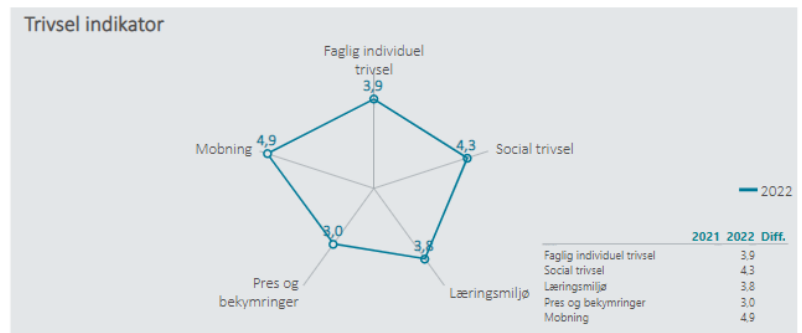 Trivsel indikator
Faglig individuel
trivsel
3,9
4,9
Mobning
4,3
Social trivsel
3,0
3,8
Pres og
bekymringer
Læringsmiljø
2022
2021 2022 Diff.
Faglig individuel trivsel 3,9
Social trivsel 4,3
Læringsmiljø 3,8
Pres og bekymringer 3,0
Mobning 4,9